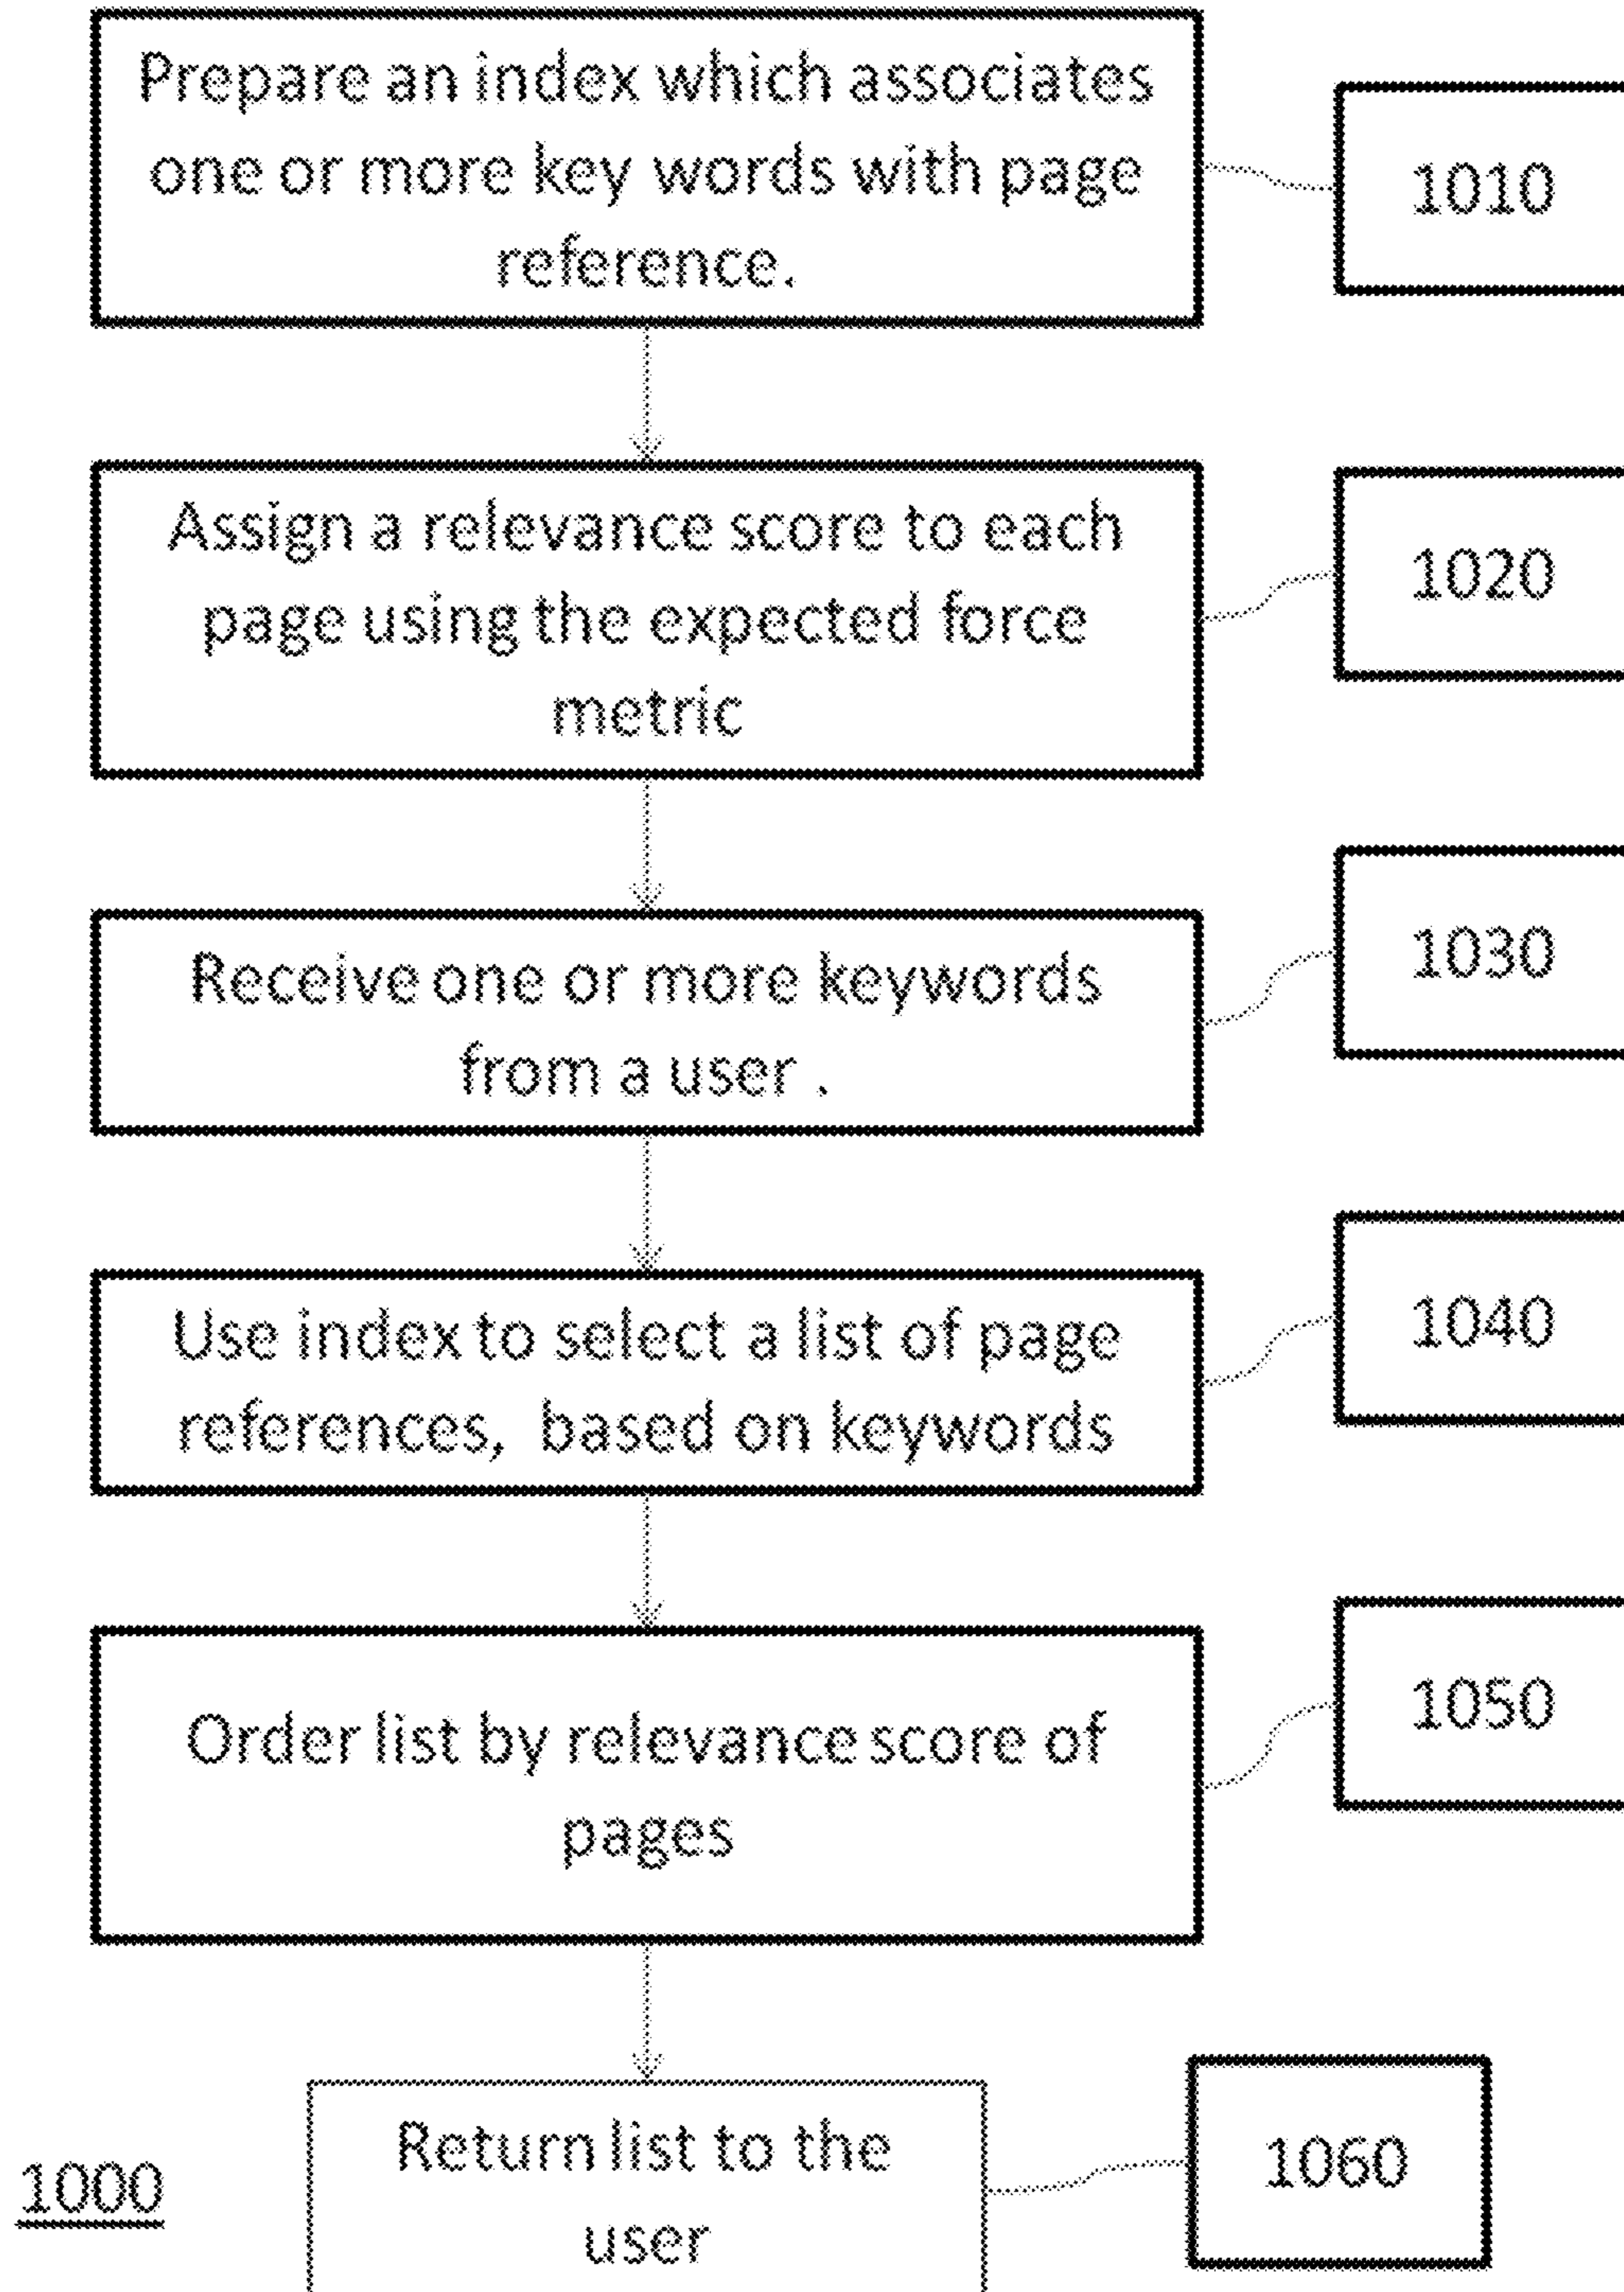 Prepare an index which associates
one or more key words with page
reference.
1010
Assign a relevance score to each
page using the expected force
metric
1020
Receive one or more keywords
from a user .
1030
Use index to select a list of page
references, based on keywords
1040
Order list by relevance score of
pages
1050
Return list to the
user
1060
1000